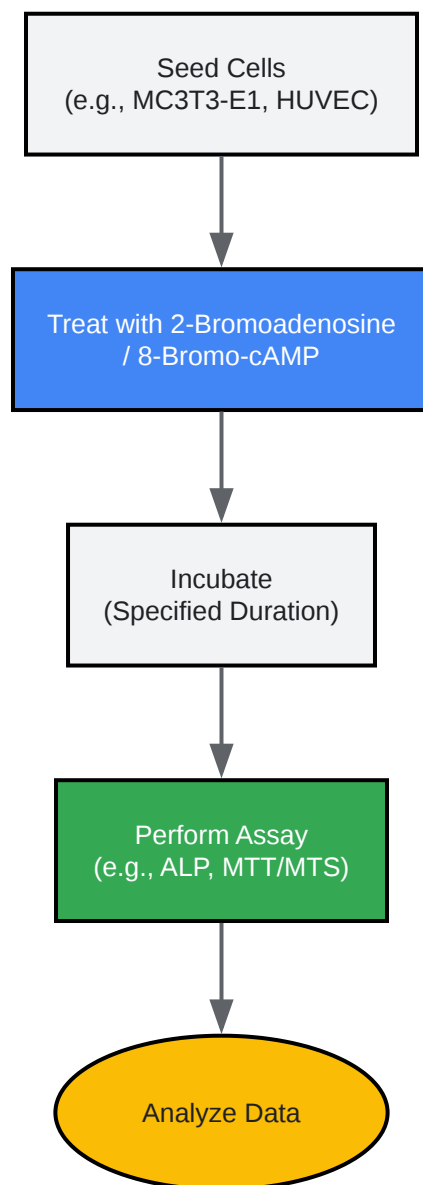 Seed Cells
(e.g., MC3T3-E1, HUVEC)
Treat with 2-Bromoadenosine
/ 8-Bromo-cAMP
Incubate
(Specified Duration)
Perform Assay
(e.g., ALP, MTT/MTS)
Analyze Data